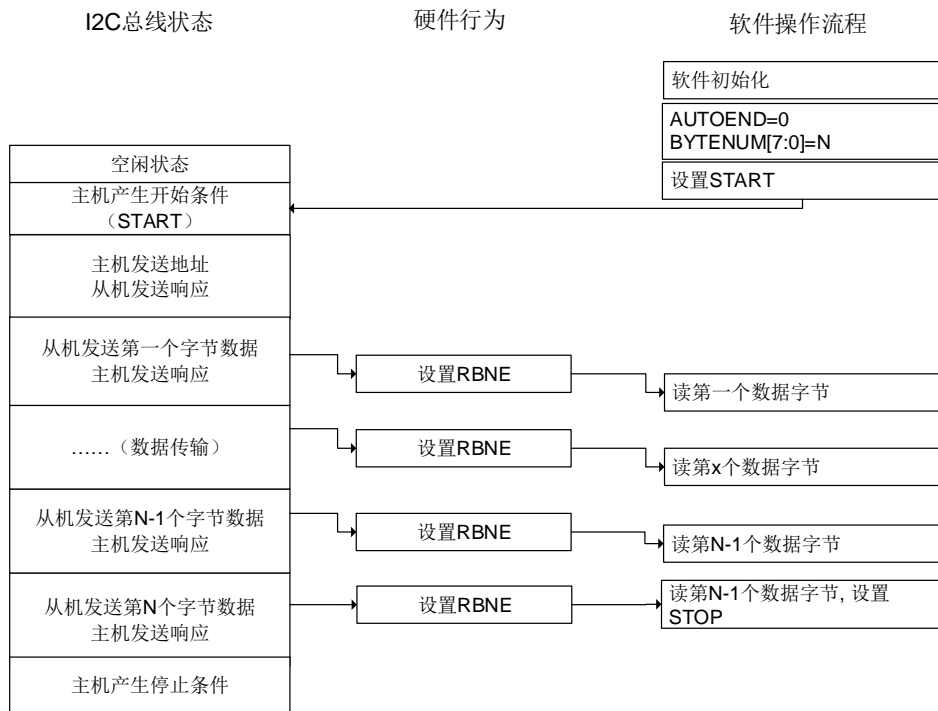 I2C总线状态
硬件行为
软件操作流程
软件初始化
AUTOEND=0
BYTENUM[7:0]=N
设置START
空闲状态
主机产生开始条件
（START）
主机发送地址
从机发送响应
从机发送第一个字节数据
主机发送响应
设置RBNE
读第一个数据字节
……（数据传输）
设置RBNE
读第x个数据字节
从机发送第N-1个字节数据
主机发送响应
设置RBNE
读第N-1个数据字节
从机发送第N个字节数据
主机发送响应
设置RBNE
读第N-1个数据字节, 设置
STOP
主机产生停止条件